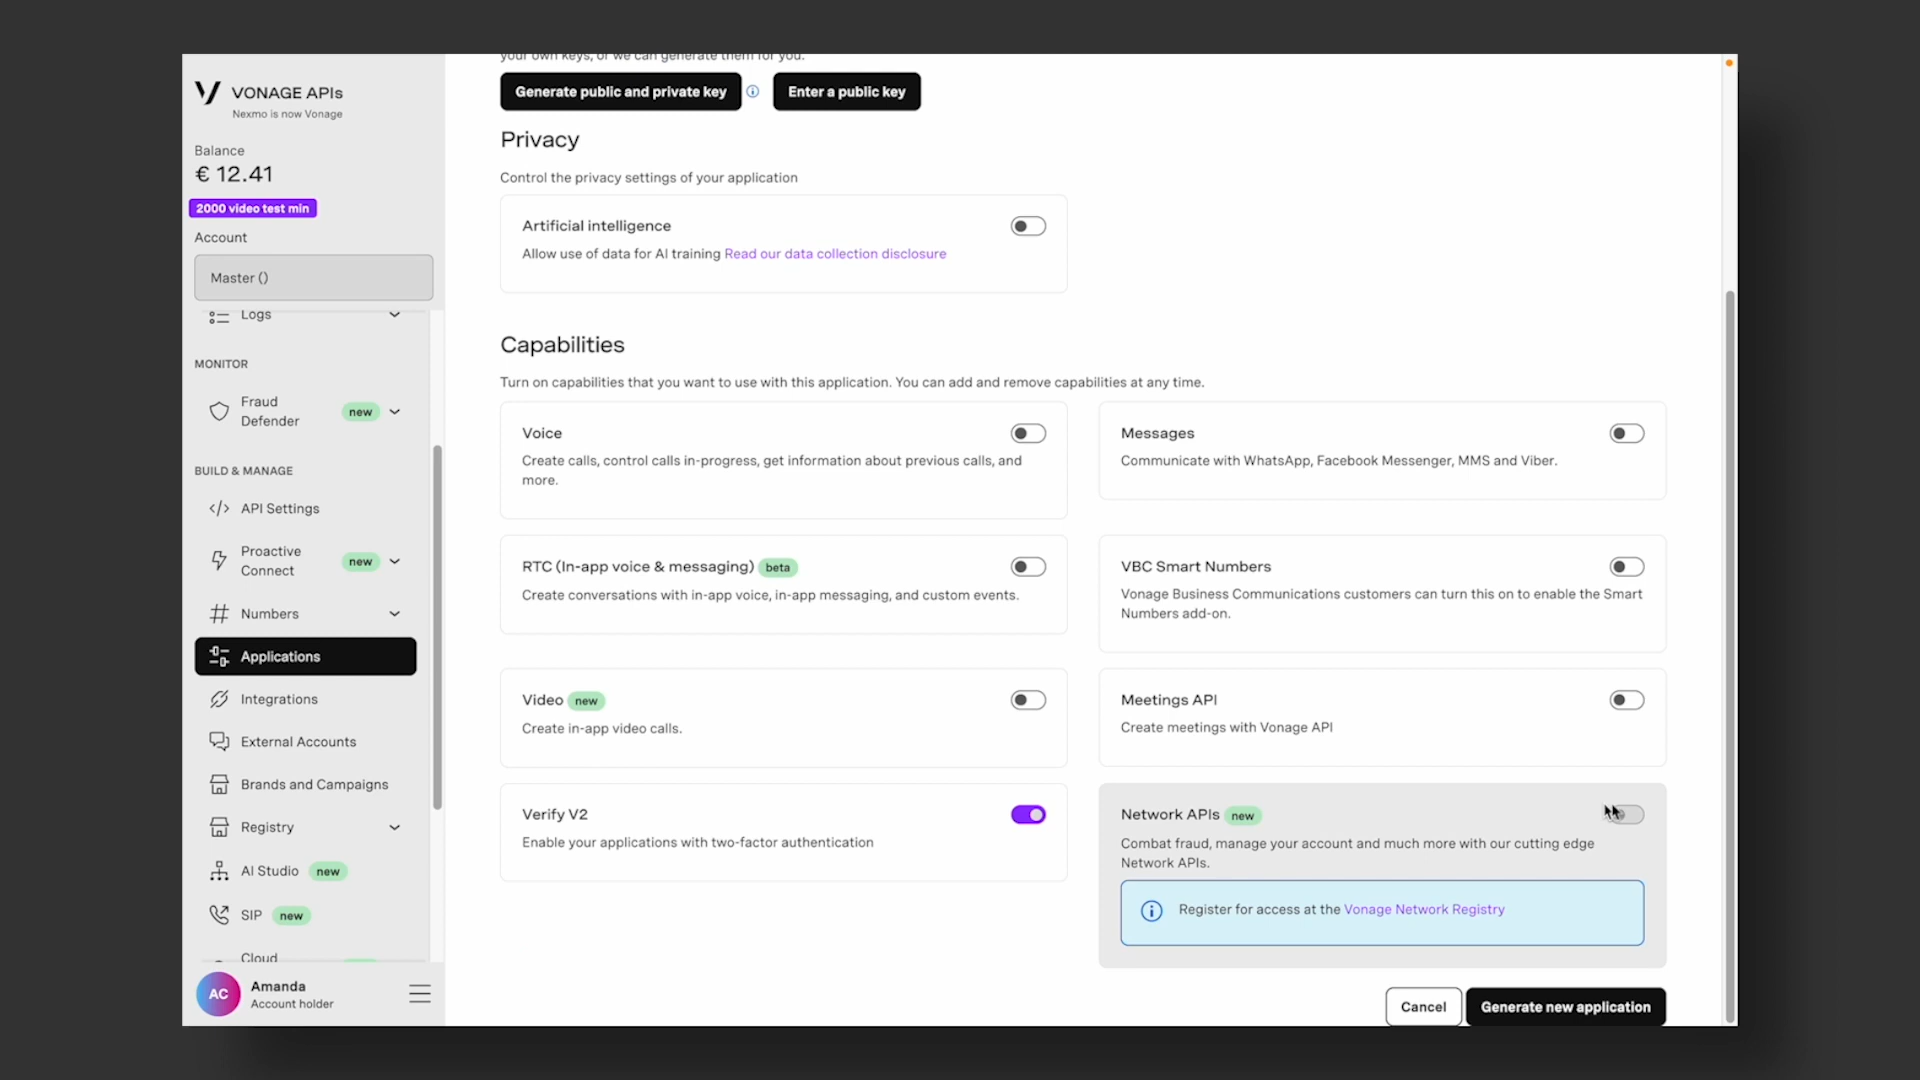 VONAGE APIs
Nexmo is now Vonage
Balance
€ 12.41
2000 video test min
Account
Master ()
Logs
MONITOR
Fraud
Defender
new
BUILD & MANAGE
API Settings
Proactive
Connect
new
Numbers
Applications
Integrations
External Accounts
Brands and Campaigns
Registry
AI Studio new
SIP new
Cloud
AC
Amanda
Account holder
your own keys, or we can generate them for you.
Generate public and private key
Enter a public key
Privacy
Control the privacy settings of your application
Artificial intelligence
Allow use of data for AI training Read our data collection disclosure
Capabilities
Turn on capabilities that you want to use with this application. You can add and remove capabilities at any time.
Voice
Create calls, control calls in-progress, get information about previous calls, and
more.
Messages
Communicate with WhatsApp, Facebook Messenger, MMS and Viber.
RTC (In-app voice & messaging) beta
Create conversations with in-app voice, in-app messaging, and custom events.
VBC Smart Numbers
Vonage Business Communications customers can turn this on to enable the Smart
Numbers add-on.
Video new
Create in-app video calls.
Meetings API
Create meetings with Vonage API
Verify V2
Enable your applications with two-factor authentication
Network APIs new
Combat fraud, manage your account and much more with our cutting edge
Network APIs.
Register for access at the Vonage Network Registry
Cancel
Generate new application